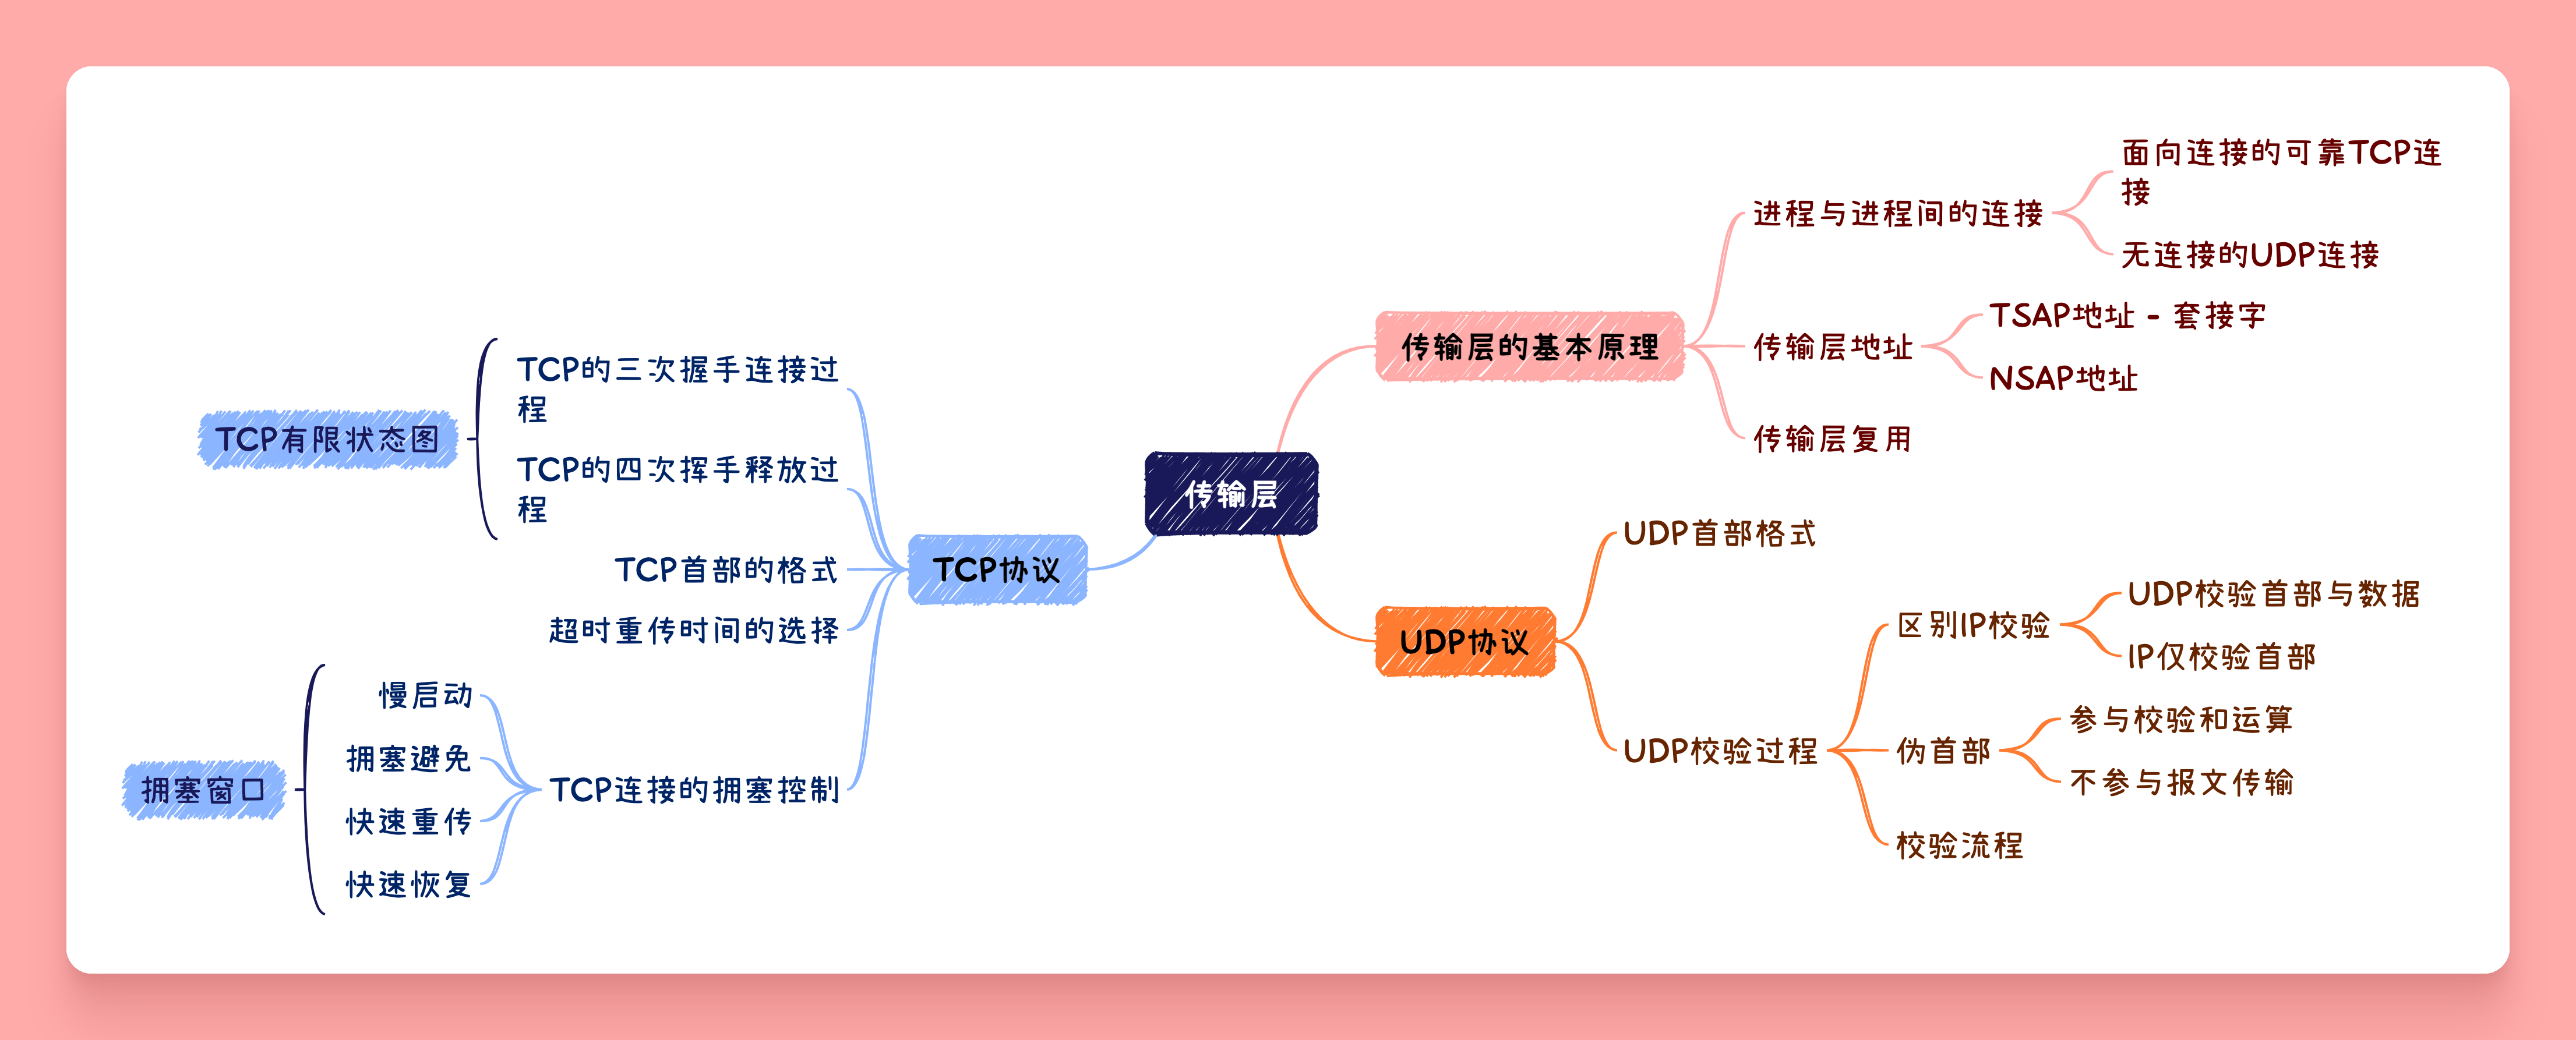 传输层
传输层的基本原理
进程与进程间的连接
面向连接的可靠TCP连
接
无连接的UDP连接
传输层地址
TSAP地址 - 套接字
NSAP地址
传输层复用
UDP协议
UDP首部格式
UDP校验过程
区别IP校验
UDP校验首部与数据
IP仅校验首部
伪首部
参与校验和运算
不参与报文传输
校验流程
TCP协议
TCP的三次握手连接过
程
TCP的四次挥手释放过
程
TCP有限状态图
TCP首部的格式
超时重传时间的选择
TCP连接的拥塞控制
慢启动
拥塞避免
快速重传
快速恢复
拥塞窗口